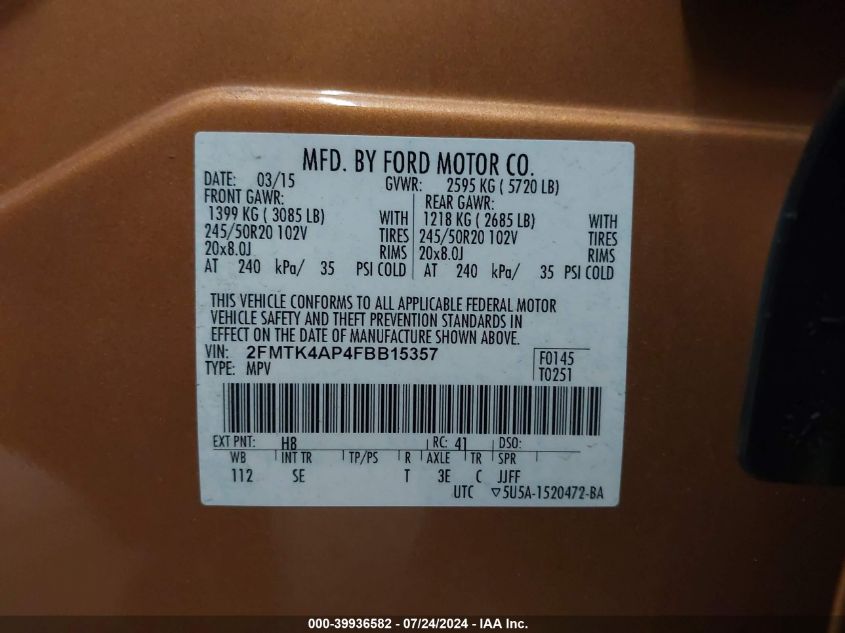 MFD. BY FORD MOTOR CO.
DATE: 03/15 GVWR: 2595 KG ( 5720 LB)
FRONT GAWR: REAR GAWR:
1399 KG ( 3085 LB) WITH 1218 KG ( 2685 LB) WITH
245/50R20 102V TIRES 245/50R20 102V TIRES
20x8.0J RIMS 20x8.0J RIMS
AT 240 kPa/ 35 PSI COLD AT 240 kPa/ 35 PSI COLD
THIS VEHICLE CONFORMS TO ALL APPLICABLE FEDERAL MOTOR
VEHICLE SAFETY AND THEFT PREVENTION STANDARDS IN
EFFECT ON THE DATE OF MANUFACTURE SHOWN ABOVE.
VIN: 2FMTK4AP4FBB15357 F0145
TYPE: MPV T0251
EXT PNT: H8 RC: 41 DSO:
WB INT TR TP/PS R AXLE TR SPR
112 SE T 3E C JJFF
UTC ▽5U5A-1520472-BA
000-39936582 - 07/24/2024 - © IAA Inc.